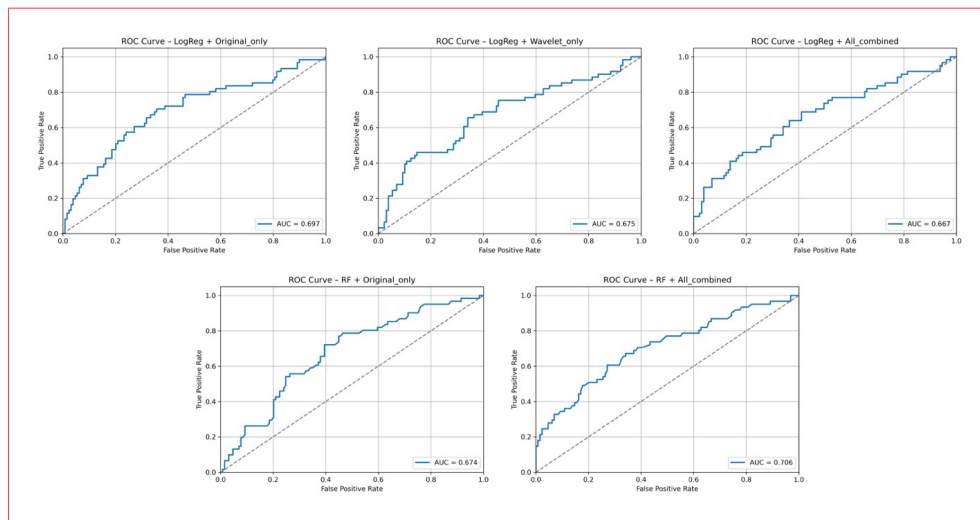 ROC Curve – LogReg + Original_only
1.0
0.8
0.6
0.4
0.2
0.0
True Positive Rate
0.0 0.2 0.4 0.6 0.8 1.0
False Positive Rate
AUC = 0.697
ROC Curve – LogReg + Wavelet_only
1.0
0.8
0.6
0.4
0.2
0.0
True Positive Rate
0.0 0.2 0.4 0.6 0.8 1.0
False Positive Rate
AUC = 0.675
ROC Curve – LogReg + All_combined
1.0
0.8
0.6
0.4
0.2
0.0
True Positive Rate
0.0 0.2 0.4 0.6 0.8 1.0
False Positive Rate
AUC = 0.667
ROC Curve – RF + Original_only
1.0
0.8
0.6
0.4
0.2
0.0
True Positive Rate
0.0 0.2 0.4 0.6 0.8 1.0
False Positive Rate
AUC = 0.674
ROC Curve – RF + All_combined
1.0
0.8
0.6
0.4
0.2
0.0
True Positive Rate
0.0 0.2 0.4 0.6 0.8 1.0
False Positive Rate
AUC = 0.706